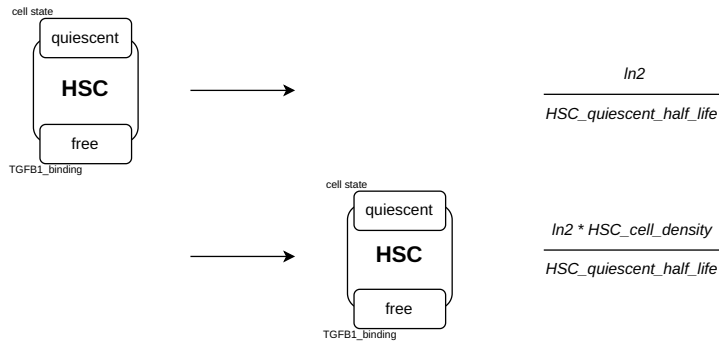 cell state
quiescent
HSC
free
TGFB1_binding
ln2
HSC_quiescent_half_life
cell state
quiescent
HSC
free
TGFB1_binding
ln2 * HSC_cell_density
HSC_quiescent_half_life